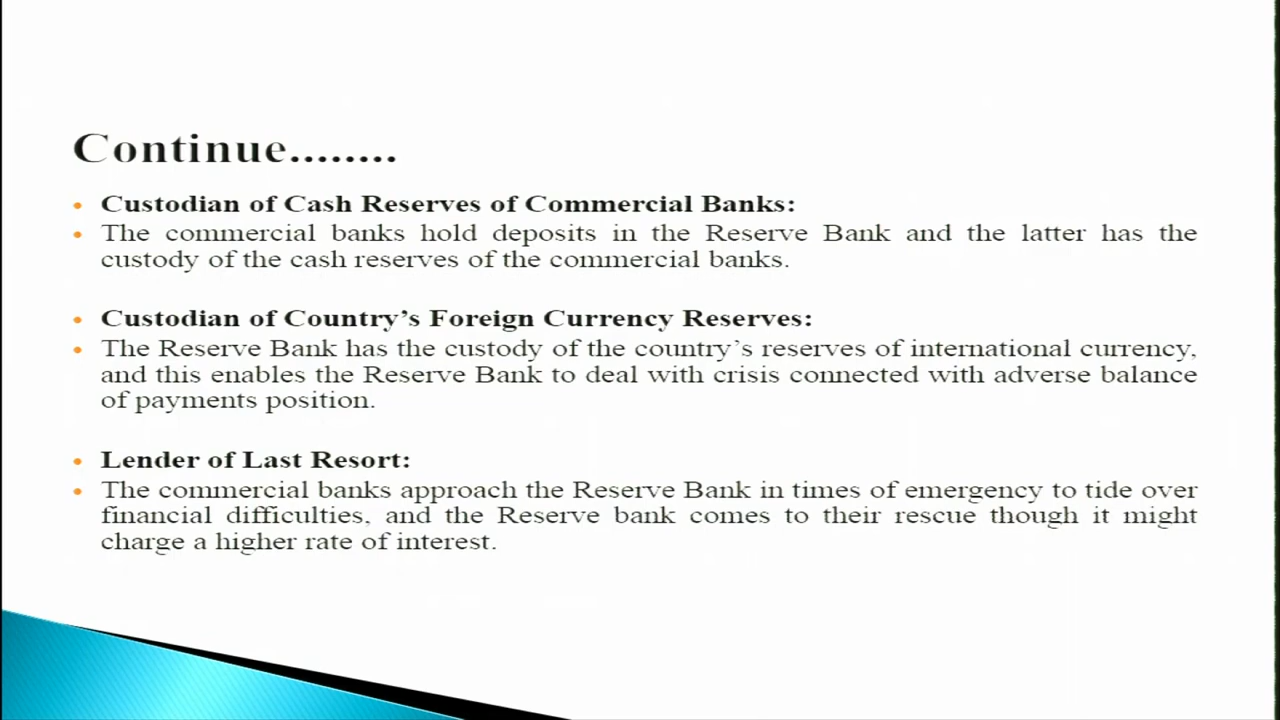 Continue........
• Custodian of Cash Reserves of Commercial Banks:
• The commercial banks hold deposits in the Reserve Bank and the latter has the
custody of the cash reserves of the commercial banks.
• Custodian of Country’s Foreign Currency Reserves:
• The Reserve Bank has the custody of the country’s reserves of international currency,
and this enables the Reserve Bank to deal with crisis connected with adverse balance
of payments position.
• Lender of Last Resort:
• The commercial banks approach the Reserve Bank in times of emergency to tide over
financial difficulties, and the Reserve bank comes to their rescue though it might
charge a higher rate of interest.